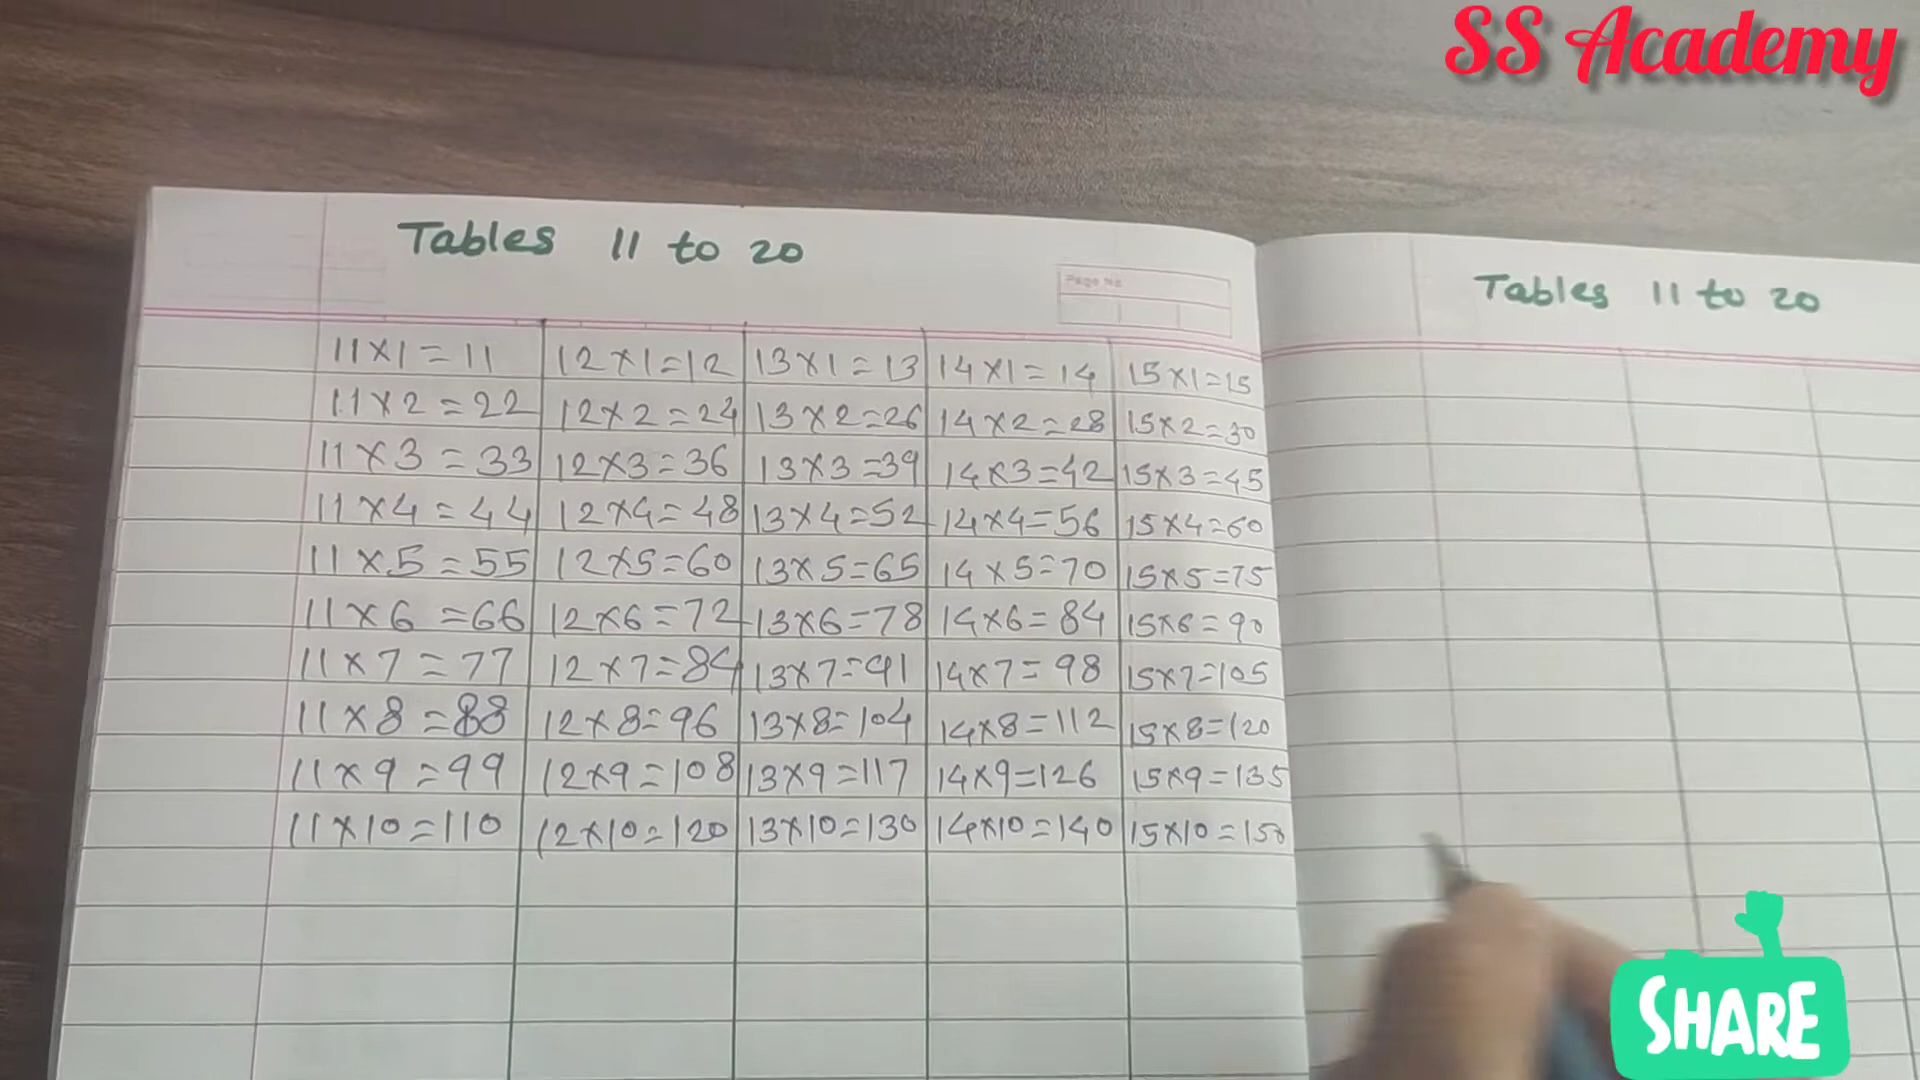 SS Academy
Tables 11 to 20
Page No.
Tables 11 to 20
11×1=11 12×1=12 13×1=13 14×1=14 15×1=15
11×2=22 12×2=24 13×2=26 14×2=28 15×2=30
11×3=33 12×3=36 13×3=39 14×3=42 15×3=45
11×4=44 12×4=48 13×4=52 14×4=56 15×4=60
11×5=55 12×5=60 13×5=65 14×5=70 15×5=75
11×6=66 12×6=72 13×6=78 14×6=84 15×6=90
11×7=77 12×7=84 13×7=91 14×7=98 15×7=105
11×8=88 12×8=96 13×8=104 14×8=112 15×8=120
11×9=99 12×9=108 13×9=117 14×9=126 15×9=135
11×10=110 12×10=120 13×10=130 14×10=140 15×10=150
SHARE